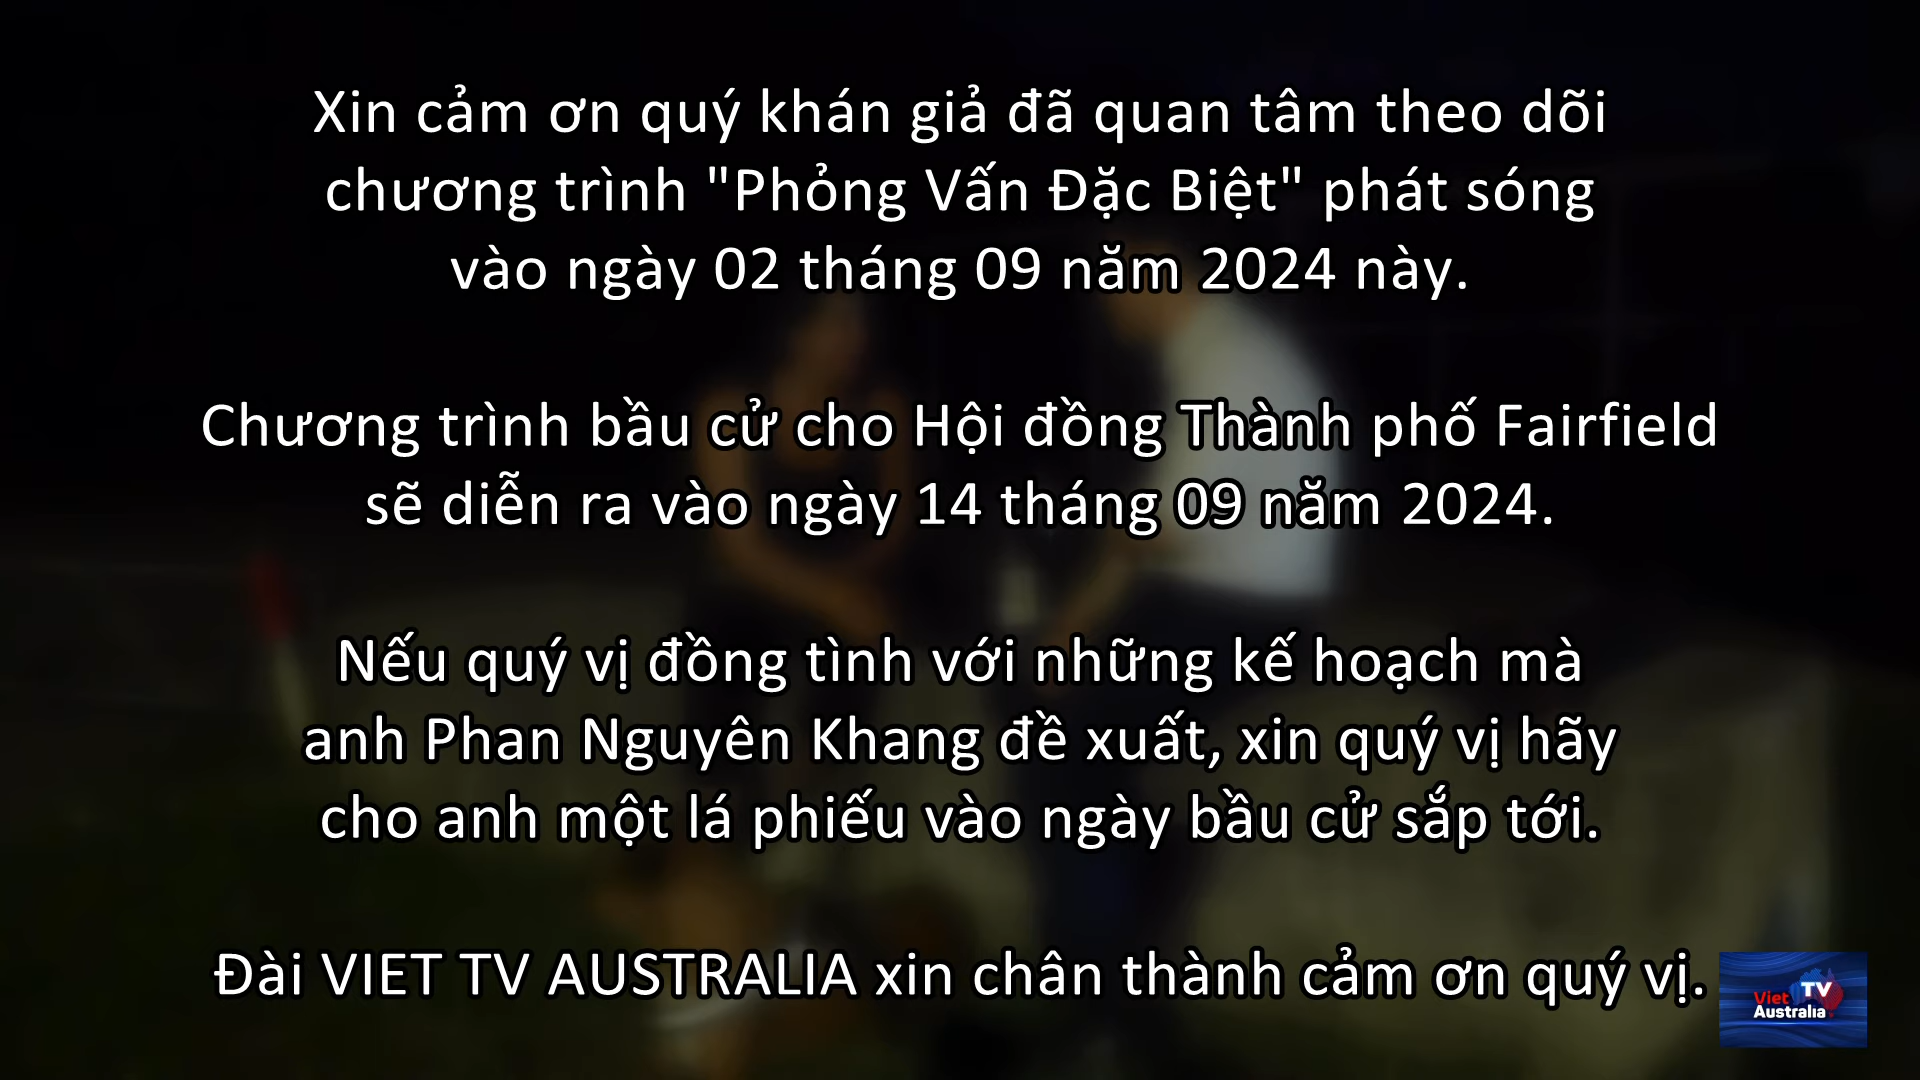 Xin cảm ơn quý khán giả đã quan tâm theo dõi
chương trình "Phỏng Vấn Đặc Biệt" phát sóng
vào ngày 02 tháng 09 năm 2024 này.
Chương trình bầu cử cho Hội đồng Thành phố Fairfield
sẽ diễn ra vào ngày 14 tháng 09 năm 2024.
Nếu quý vị đồng tình với những kế hoạch mà
anh Phan Nguyên Khang đề xuất, xin quý vị hãy
cho anh một lá phiếu vào ngày bầu cử sắp tới.
Đài VIET TV AUSTRALIA xin chân thành cảm ơn quý vị.
Viet TV
Australia